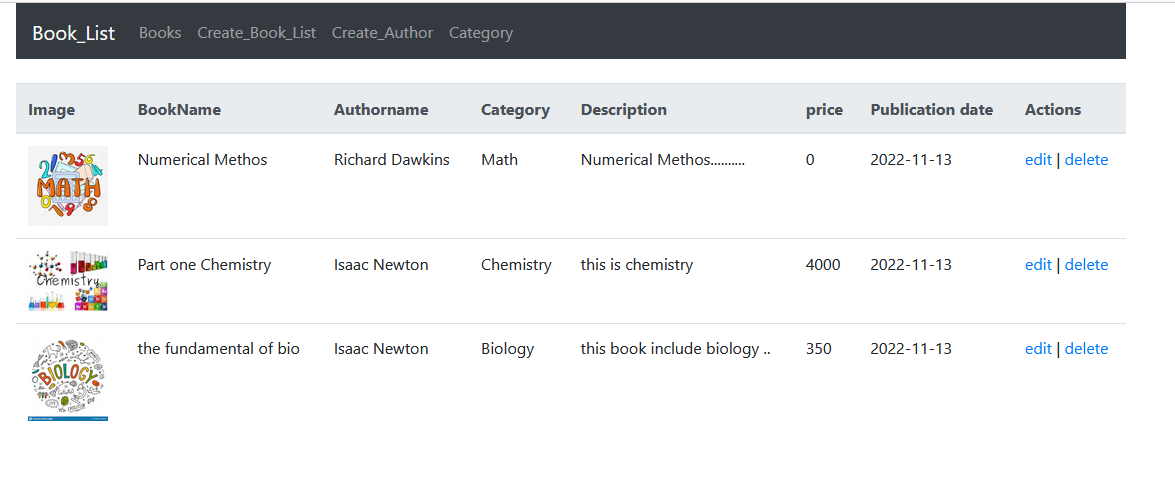 Book_List Books Create_Book_List Create_Author Category
Image BookName Authorname Category Description price Publication date Actions
MATH Numerical Methos Richard Dawkins Math Numerical Methos.......... 0 2022-11-13 edit | delete
Chemistry Part one Chemistry Isaac Newton Chemistry this is chemistry 4000 2022-11-13 edit | delete
BIOLOGY the fundamental of bio Isaac Newton Biology this book include biology .. 350 2022-11-13 edit | delete